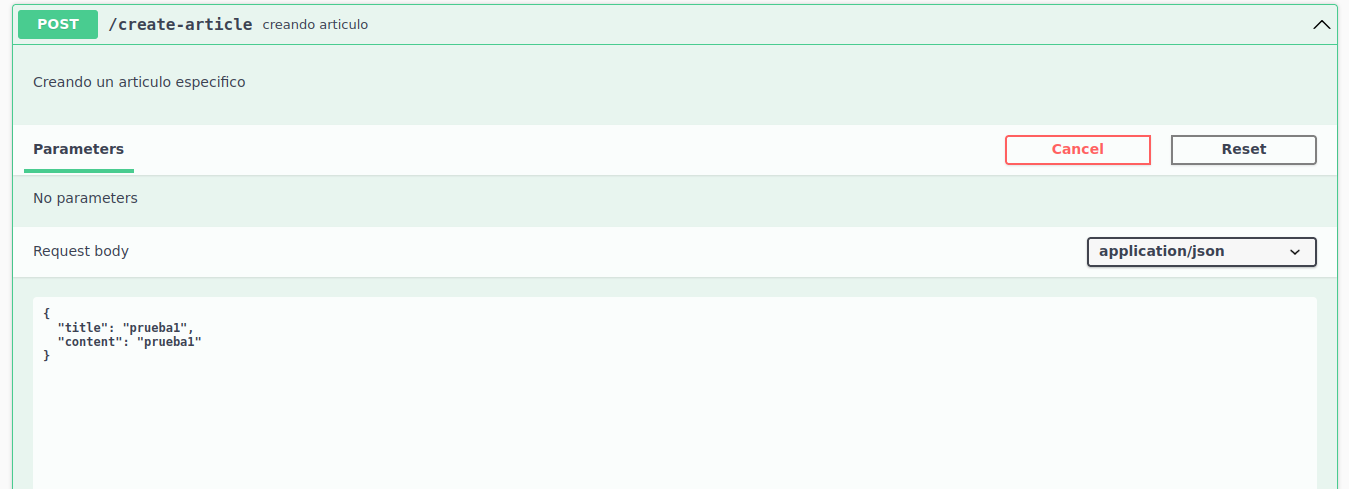 POST /create-article creando articulo
Creando un articulo especifico
Parameters Cancel Reset
No parameters
Request body application/json
{
  "title": "prueba1",
  "content": "prueba1"
}